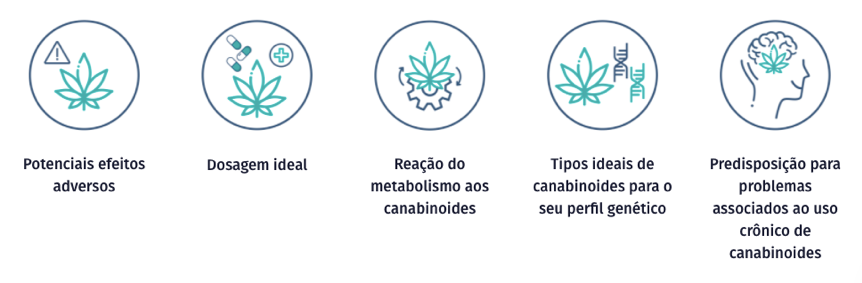 Potenciais efeitos
adversos
Dosagem ideal
Reação do
metabolismo aos
canabinoides
Tipos ideais de
canabinoides para o
seu perfil genético
Predisposição para
problemas
associados ao uso
crônico de
canabinoides